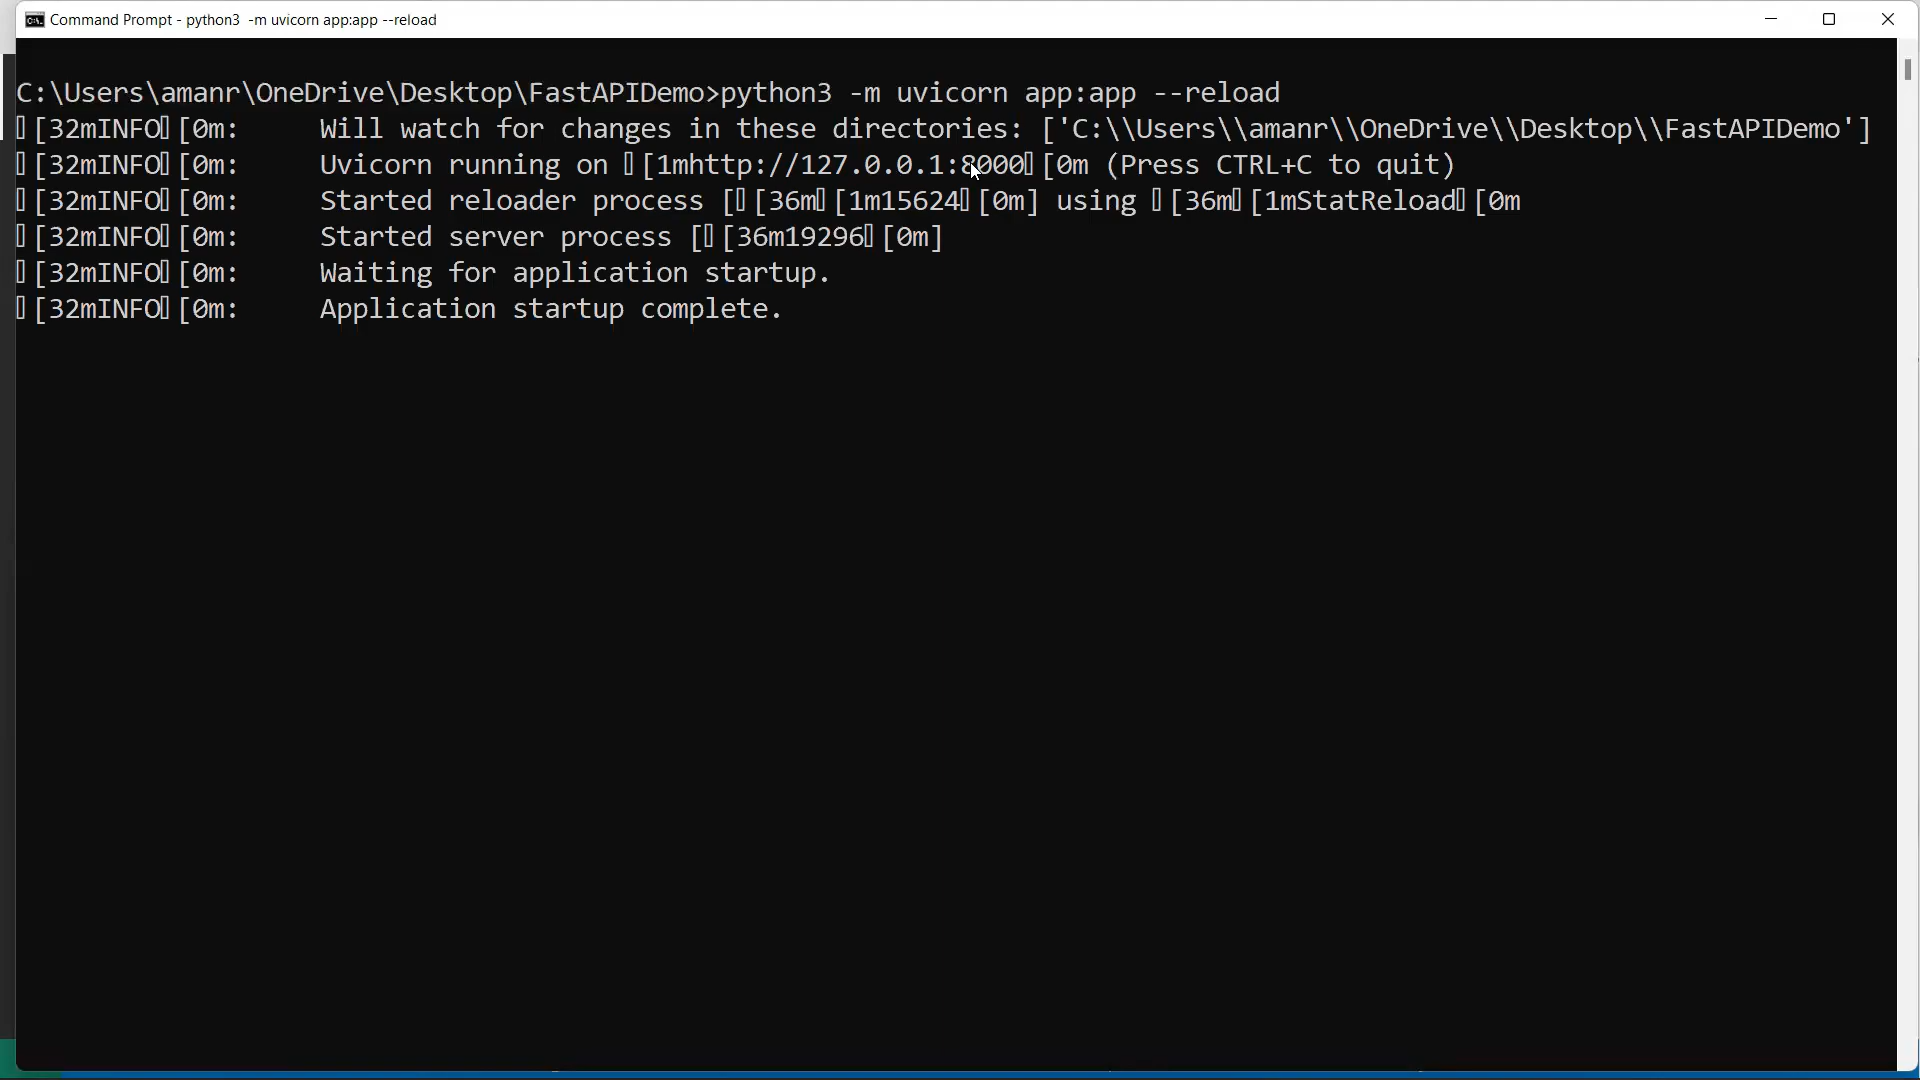 Command Prompt - python3 -m uvicorn app:app --reload
C:\Users\amanr\OneDrive\Desktop\FastAPIDemo>python3 -m uvicorn app:app --reload
[32mINFO[0m:     Will watch for changes in these directories: ['C:\\Users\\amanr\\OneDrive\\Desktop\\FastAPIDemo']
[32mINFO[0m:     Uvicorn running on [1mhttp://127.0.0.1:8000[0m (Press CTRL+C to quit)
[32mINFO[0m:     Started reloader process [[36m[1m15624[0m] using [36m[1mStatReload[0m
[32mINFO[0m:     Started server process [[36m19296[0m]
[32mINFO[0m:     Waiting for application startup.
[32mINFO[0m:     Application startup complete.